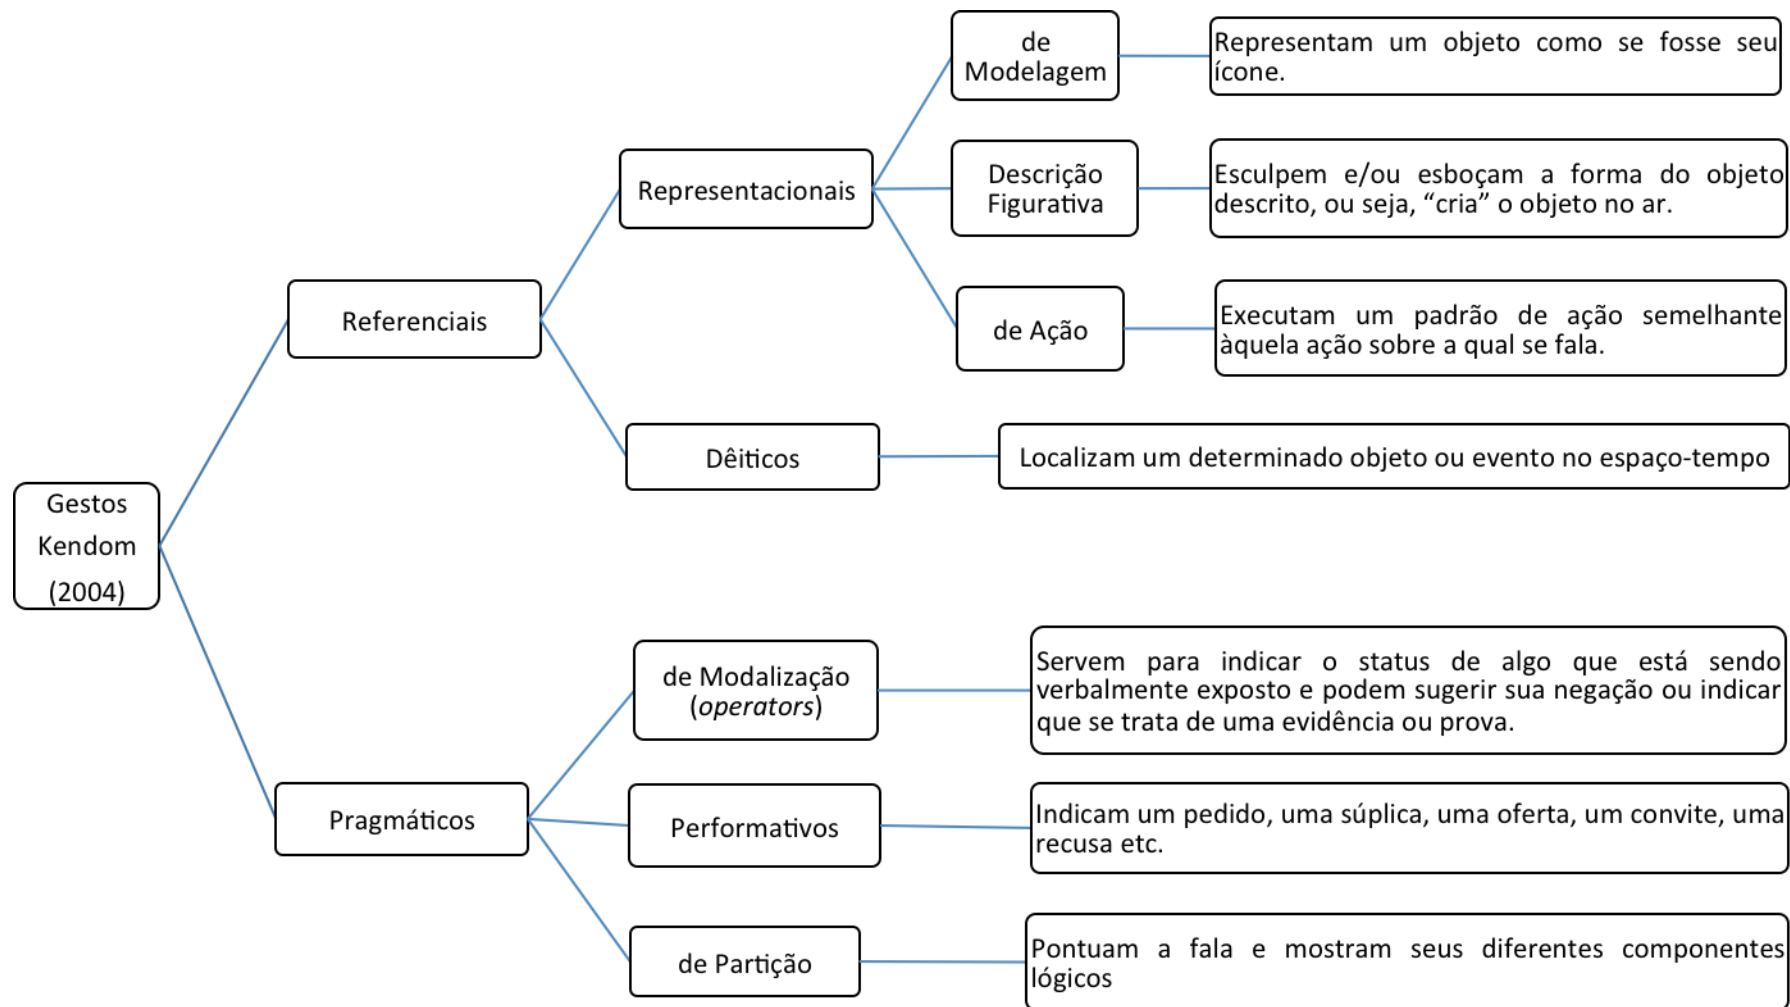 Gestos
Kendom
(2004)
Referenciais
Representacionais
de
Modelagem
Representam um objeto como se fosse seu
ícone.
Descrição
Figurativa
Esculpem e/ou esboçam a forma do objeto
descrito, ou seja, “cria” o objeto no ar.
de Ação
Executam um padrão de ação semelhante
àquela ação sobre a qual se fala.
Dêiticos
Localizam um determinado objeto ou evento no espaço-tempo
Pragmáticos
de Modalização
(operators)
Servem para indicar o status de algo que está sendo
verbalmente exposto e podem sugerir sua negação ou indicar
que se trata de uma evidência ou prova.
Performativos
Indicam um pedido, uma súplica, uma oferta, um convite, uma
recusa etc.
de Partição
Pontuam a fala e mostram seus diferentes componentes
lógicos